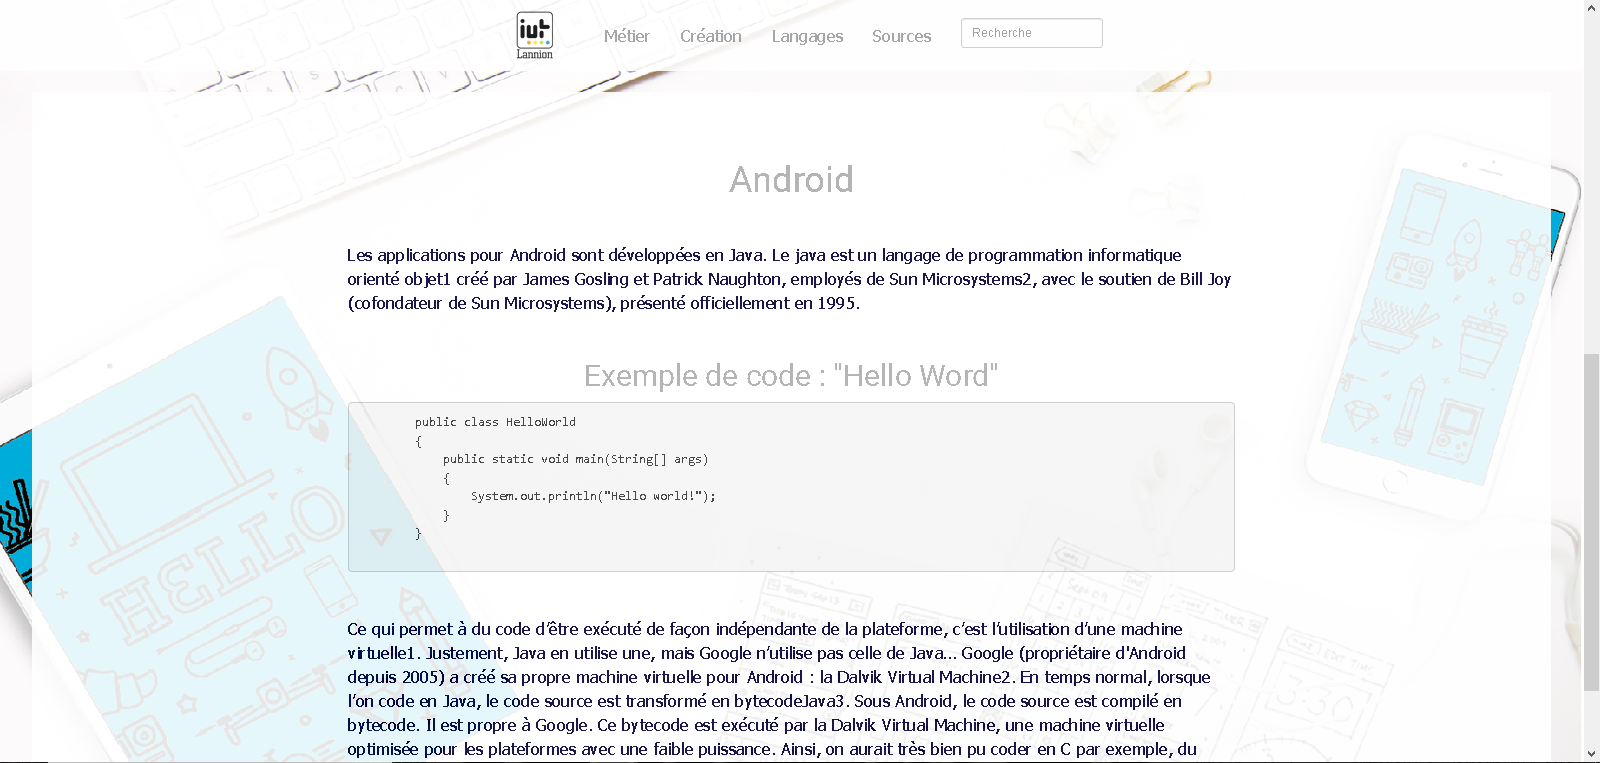 iut
Lannion
Métier
Création
Langages
Sources
Recherche
Android
Les applications pour Android sont développées en Java. Le java est un langage de programmation informatique
orienté objet1 créé par James Gosling et Patrick Naughton, employés de Sun Microsystems2, avec le soutien de Bill Joy
(cofondateur de Sun Microsystems), présenté officiellement en 1995.
Exemple de code : "Hello Word"
public class HelloWorld
{
public static void main(String[] args)
{
System.out.println("Hello world!");
}
}
HELLO
Ce qui permet à du code d’être exécuté de façon indépendante de la plateforme, c’est l’utilisation d’une machine
virtuelle1. Justement, Java en utilise une, mais Google n’utilise pas celle de Java... Google (propriétaire d'Android
depuis 2005) a créé sa propre machine virtuelle pour Android : la Dalvik Virtual Machine2. En temps normal, lorsque
l’on code en Java, le code source est transformé en bytecodeJava3. Sous Android, le code source est compilé en
bytecode. Il est propre à Google. Ce bytecode est exécuté par la Dalvik Virtual Machine, une machine virtuelle
optimisée pour les plateformes avec une faible puissance. Ainsi, on aurait très bien pu coder en C par exemple, du